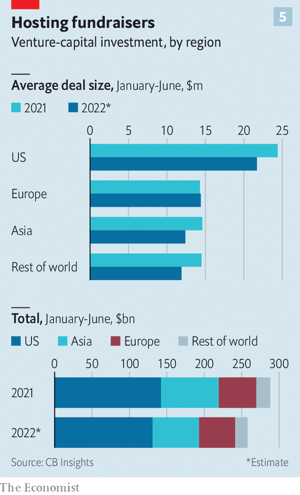 Hosting fundraisers
5
Venture-capital investment, by region
Average deal size, January-June, $m
2021 2022*
0 5 10 15 20 25
US
Europe
Asia
Rest of world
Total, January-June, $bn
US Asia Europe Rest of world
0 50 100 150 200 250 300
2021
2022*
Source: CB Insights *Estimate
The Economist